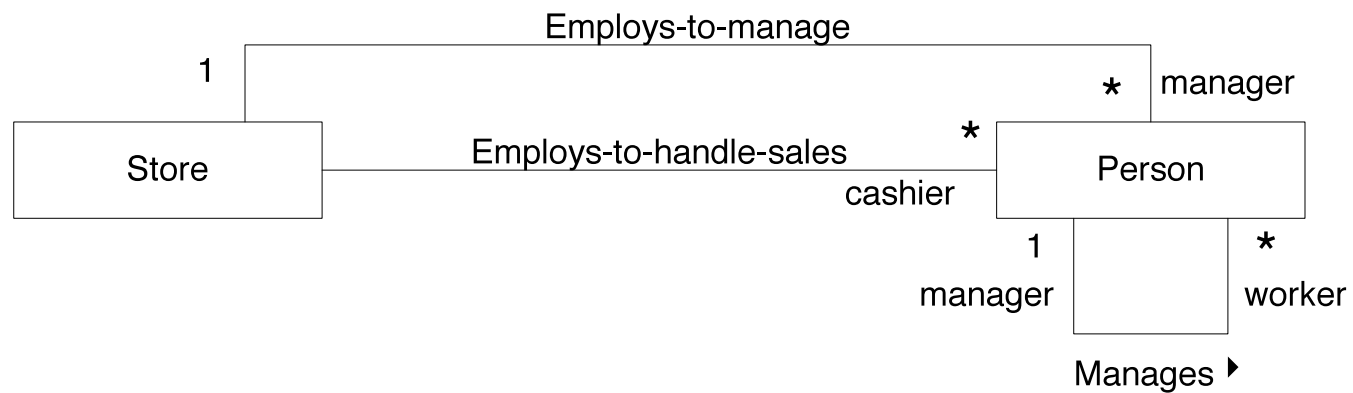 Employs-to-manage
1
* manager
Store
Employs-to-handle-sales
*
cashier
Person
1
*
manager
worker
Manages